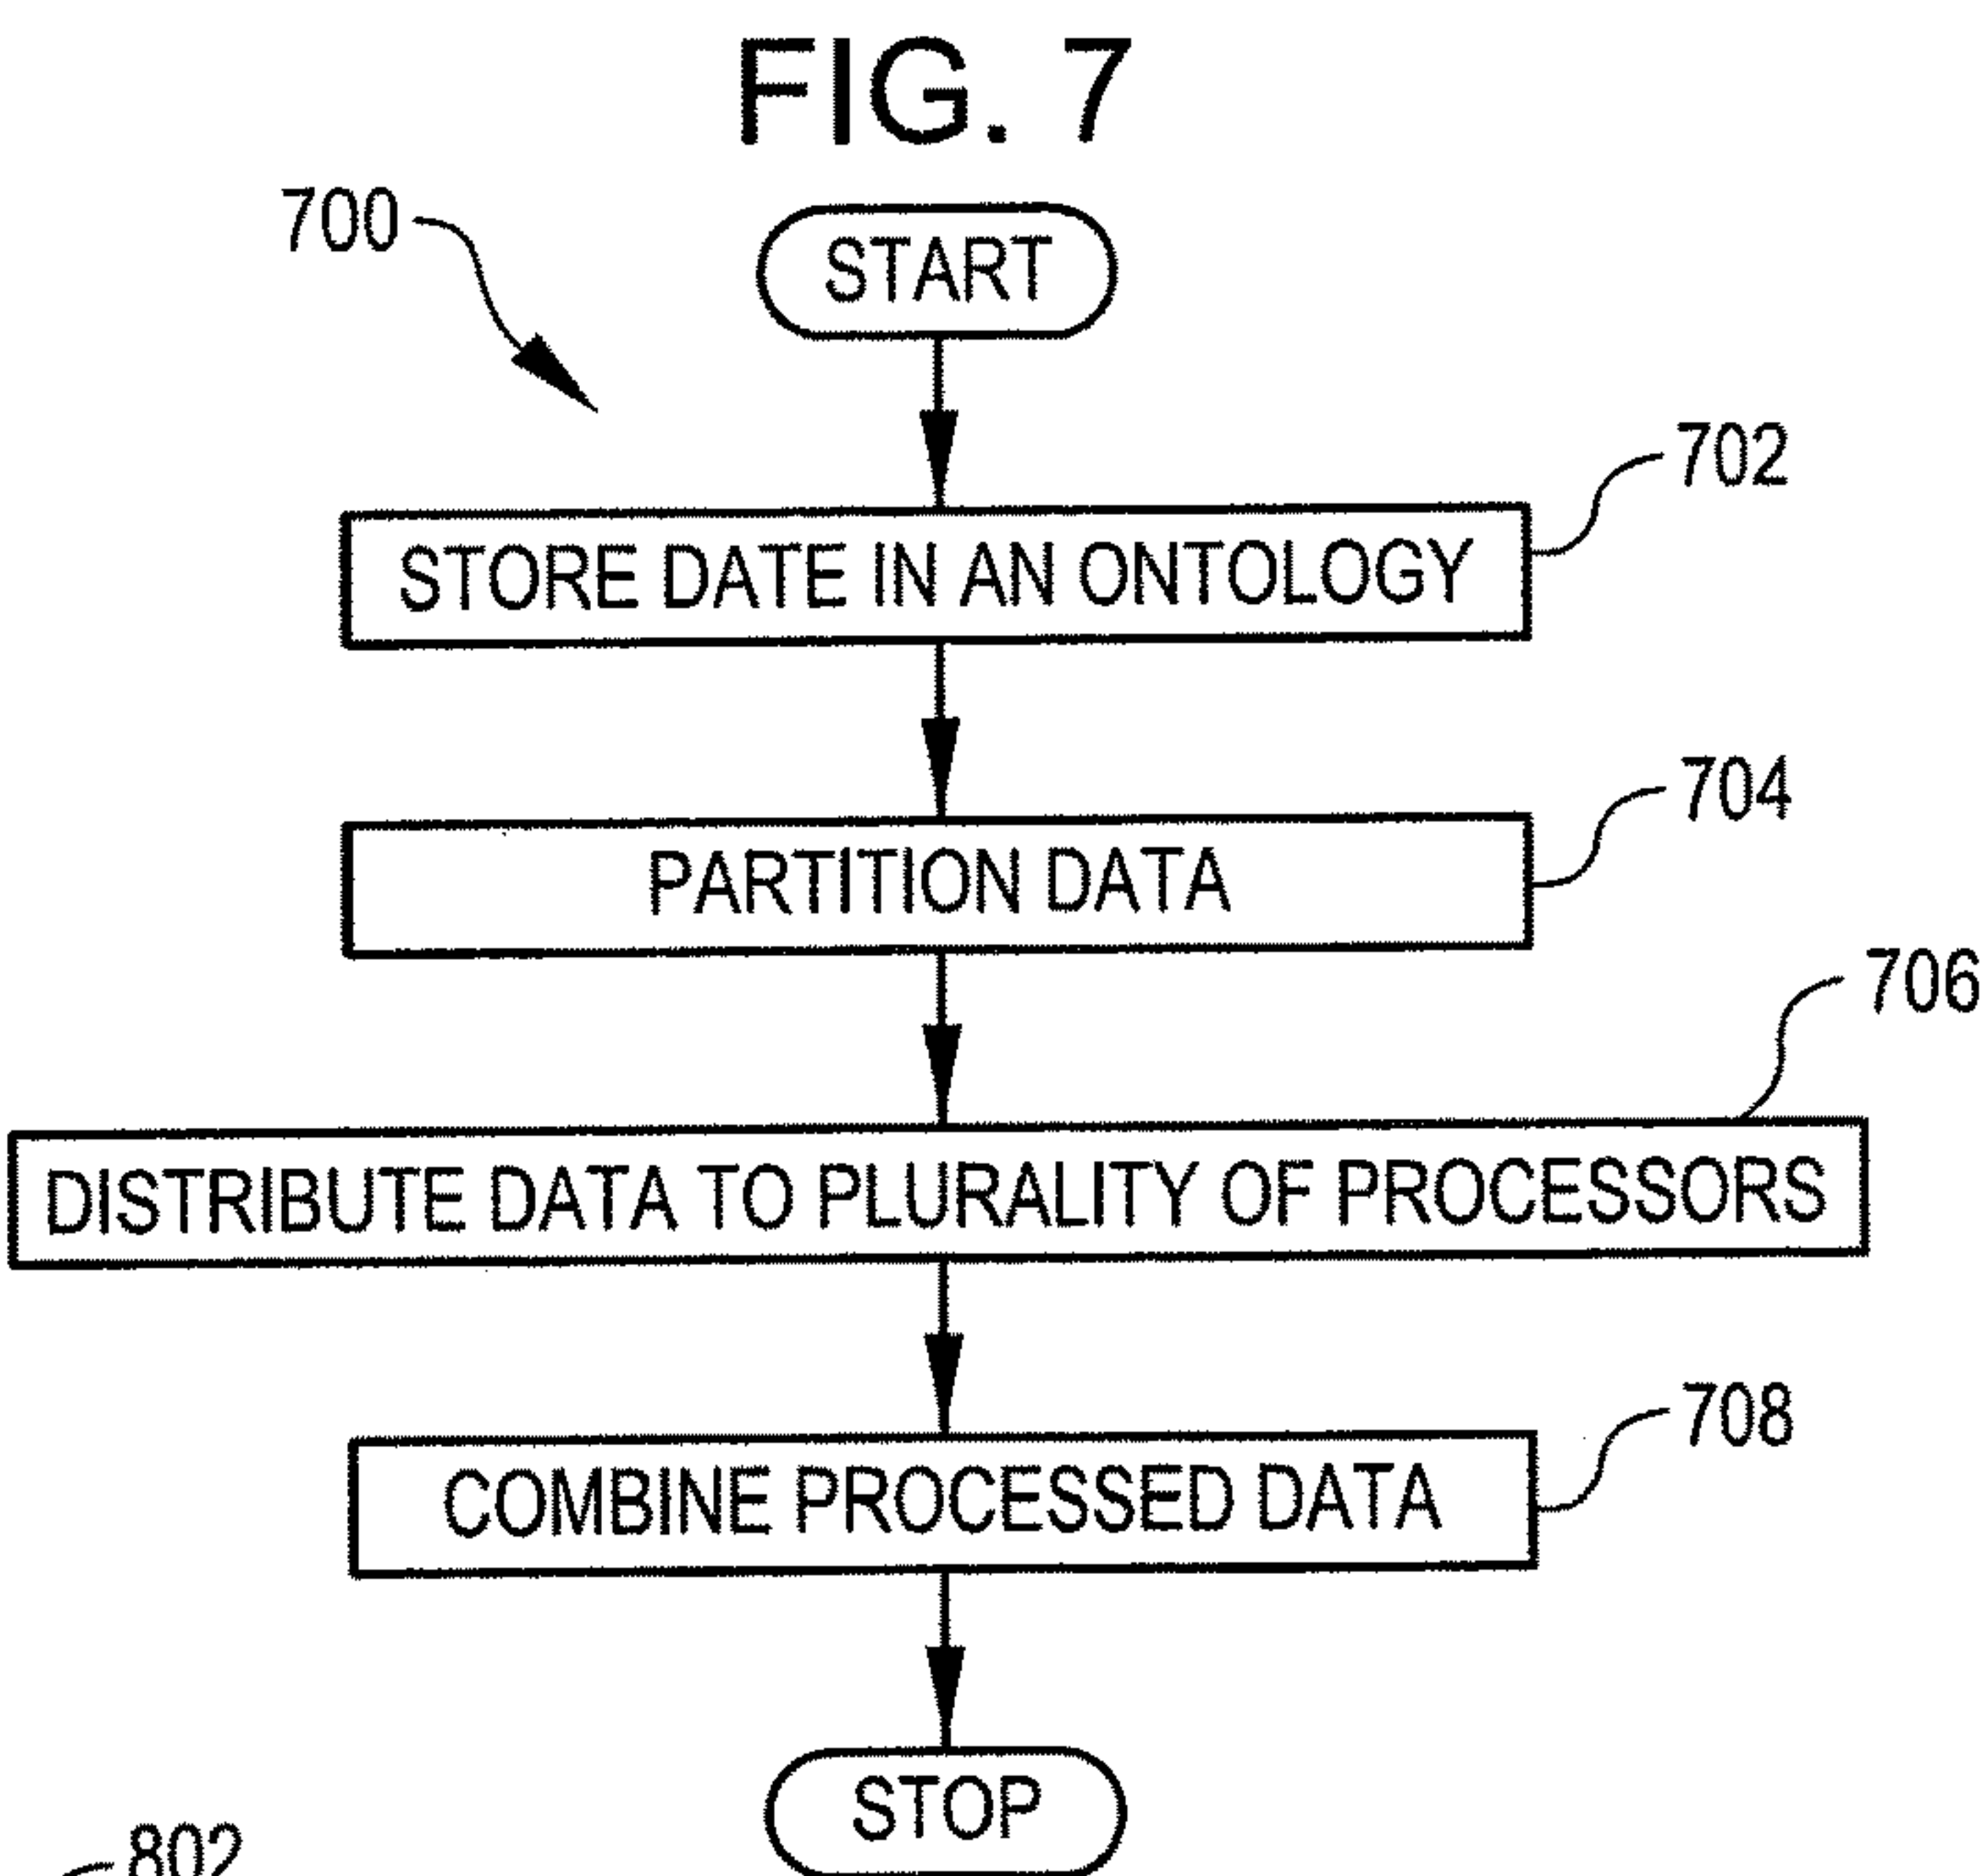 FIG. 7
700
START
702
STORE DATE IN AN ONTOLOGY
704
PARTITION DATA
706
DISTRIBUTE DATA TO PLURALITY OF PROCESSORS
708
COMBINE PROCESSED DATA
STOP
802